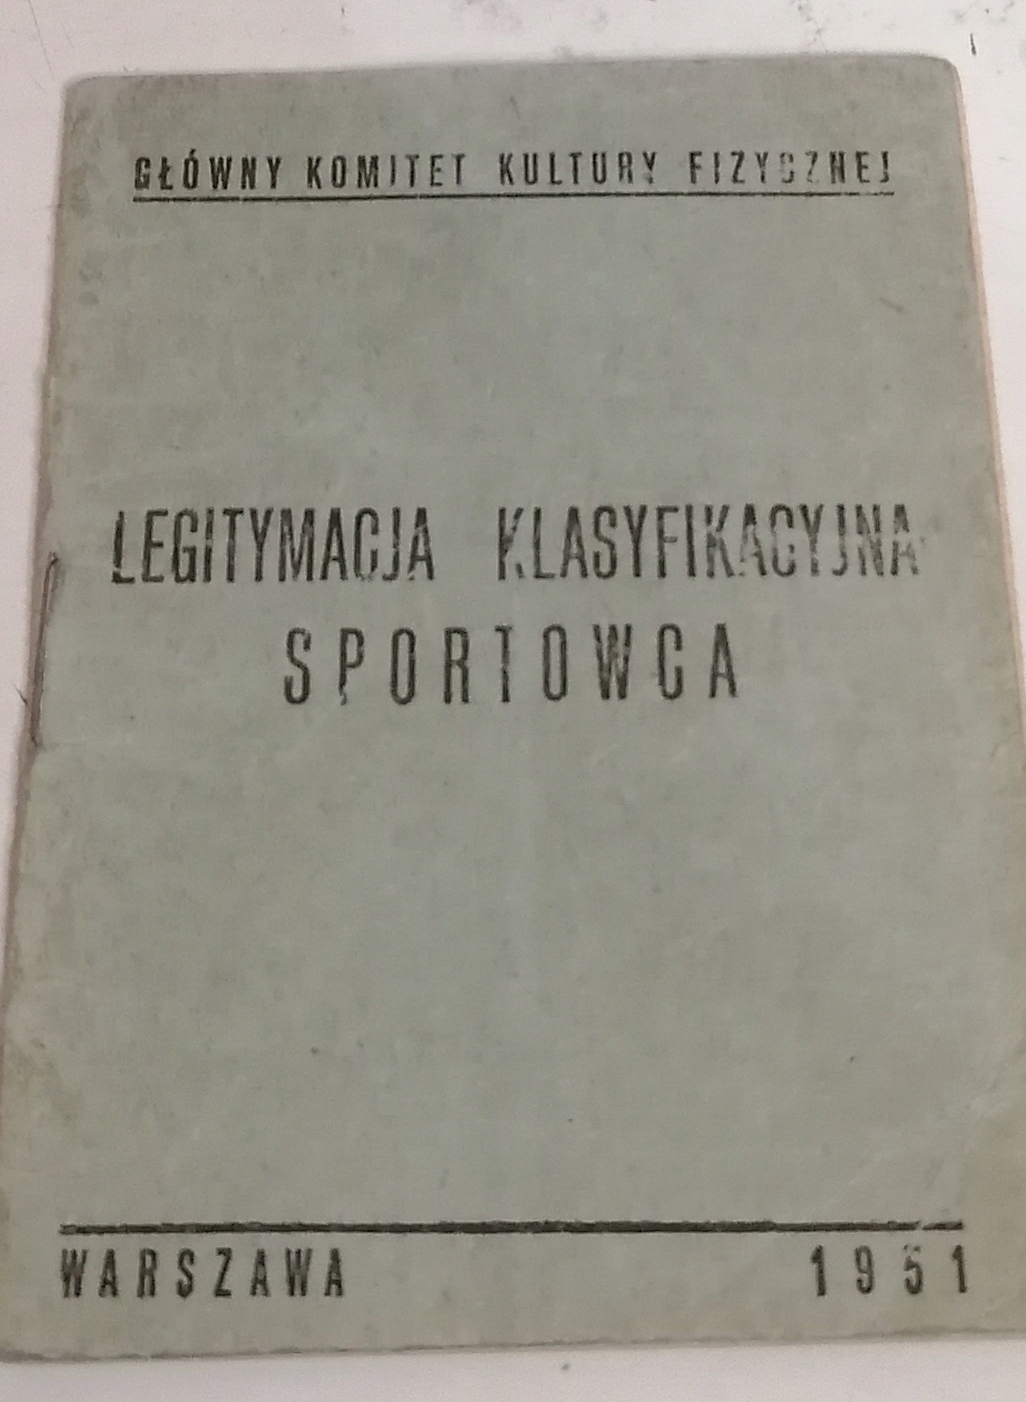 GŁÓWNY KOMITET KULTURY FIZYCZNEJ
LEGITYMACJA KLASYFIKACYJNA
SPORTOWCA
WARSZAWA 1951